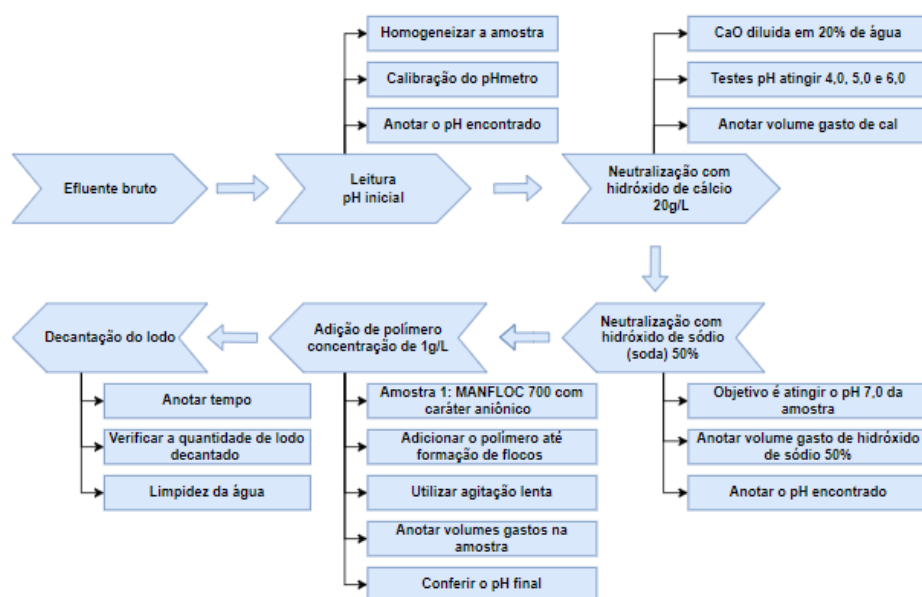 Homogeneizar a amostra
Calibração do pHmetro
Anotar o pH encontrado
CaO diluida em 20% de água
Testes pH atingir 4,0, 5,0 e 6,0
Anotar volume gasto de cal
Efluente bruto
Leitura
pH inicial
Neutralização com
hidróxido de cálcio
20g/L
Decantação do lodo
Adição de polímero
concentração de 1g/L
Neutralização com
hidróxido de sódio
(soda) 50%
Anotar tempo
Verificar a quantidade de lodo
decantado
Limpidez da água
Amostra 1: MANFLOC 700 com
caráter aniônico
Adicionar o polímero até
formação de flocos
Utilizar agitação lenta
Anotar volumes gastos na
amostra
Conferir o pH final
Objetivo é atingir o pH 7,0 da
amostra
Anotar volume gasto de hidróxido
de sódio 50%
Anotar o pH encontrado